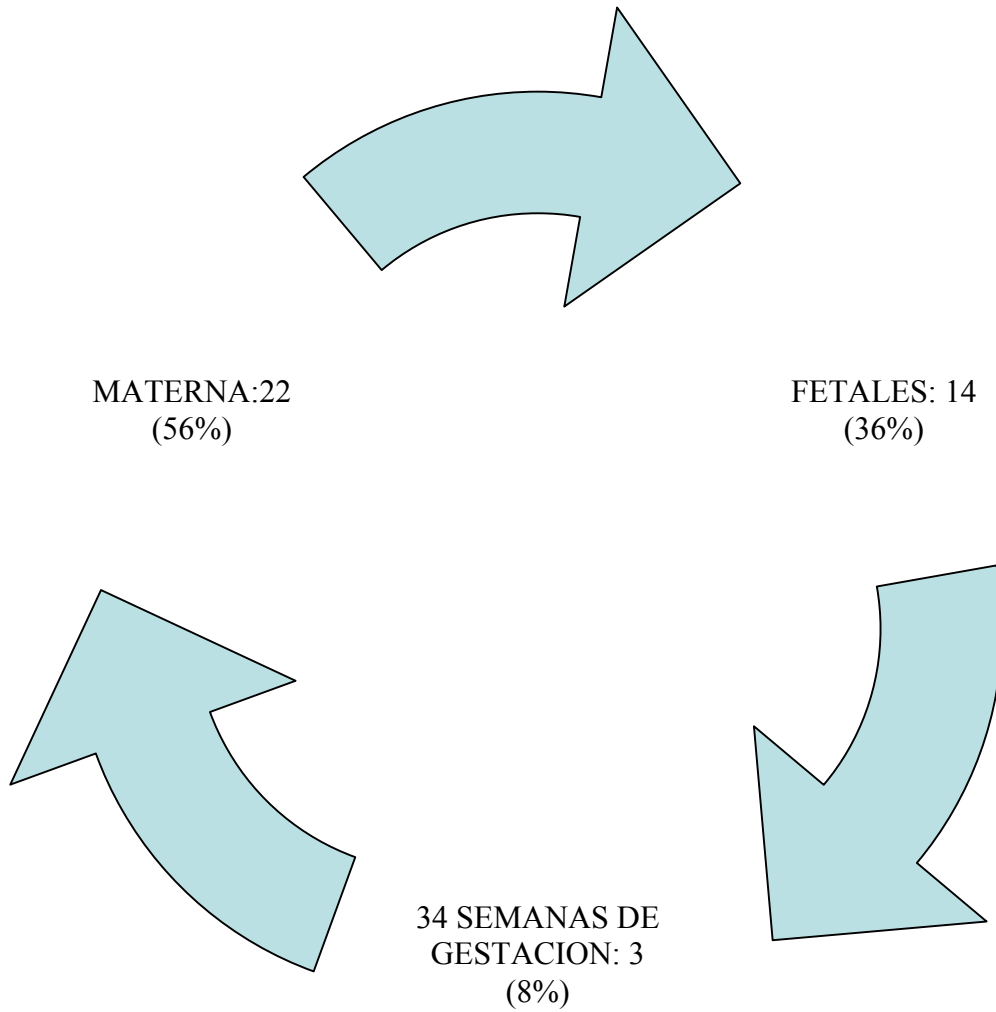 MATERNA:22
(56%)
FETALES: 14
(36%)
34 SEMANAS DE
GESTACION: 3
(8%)